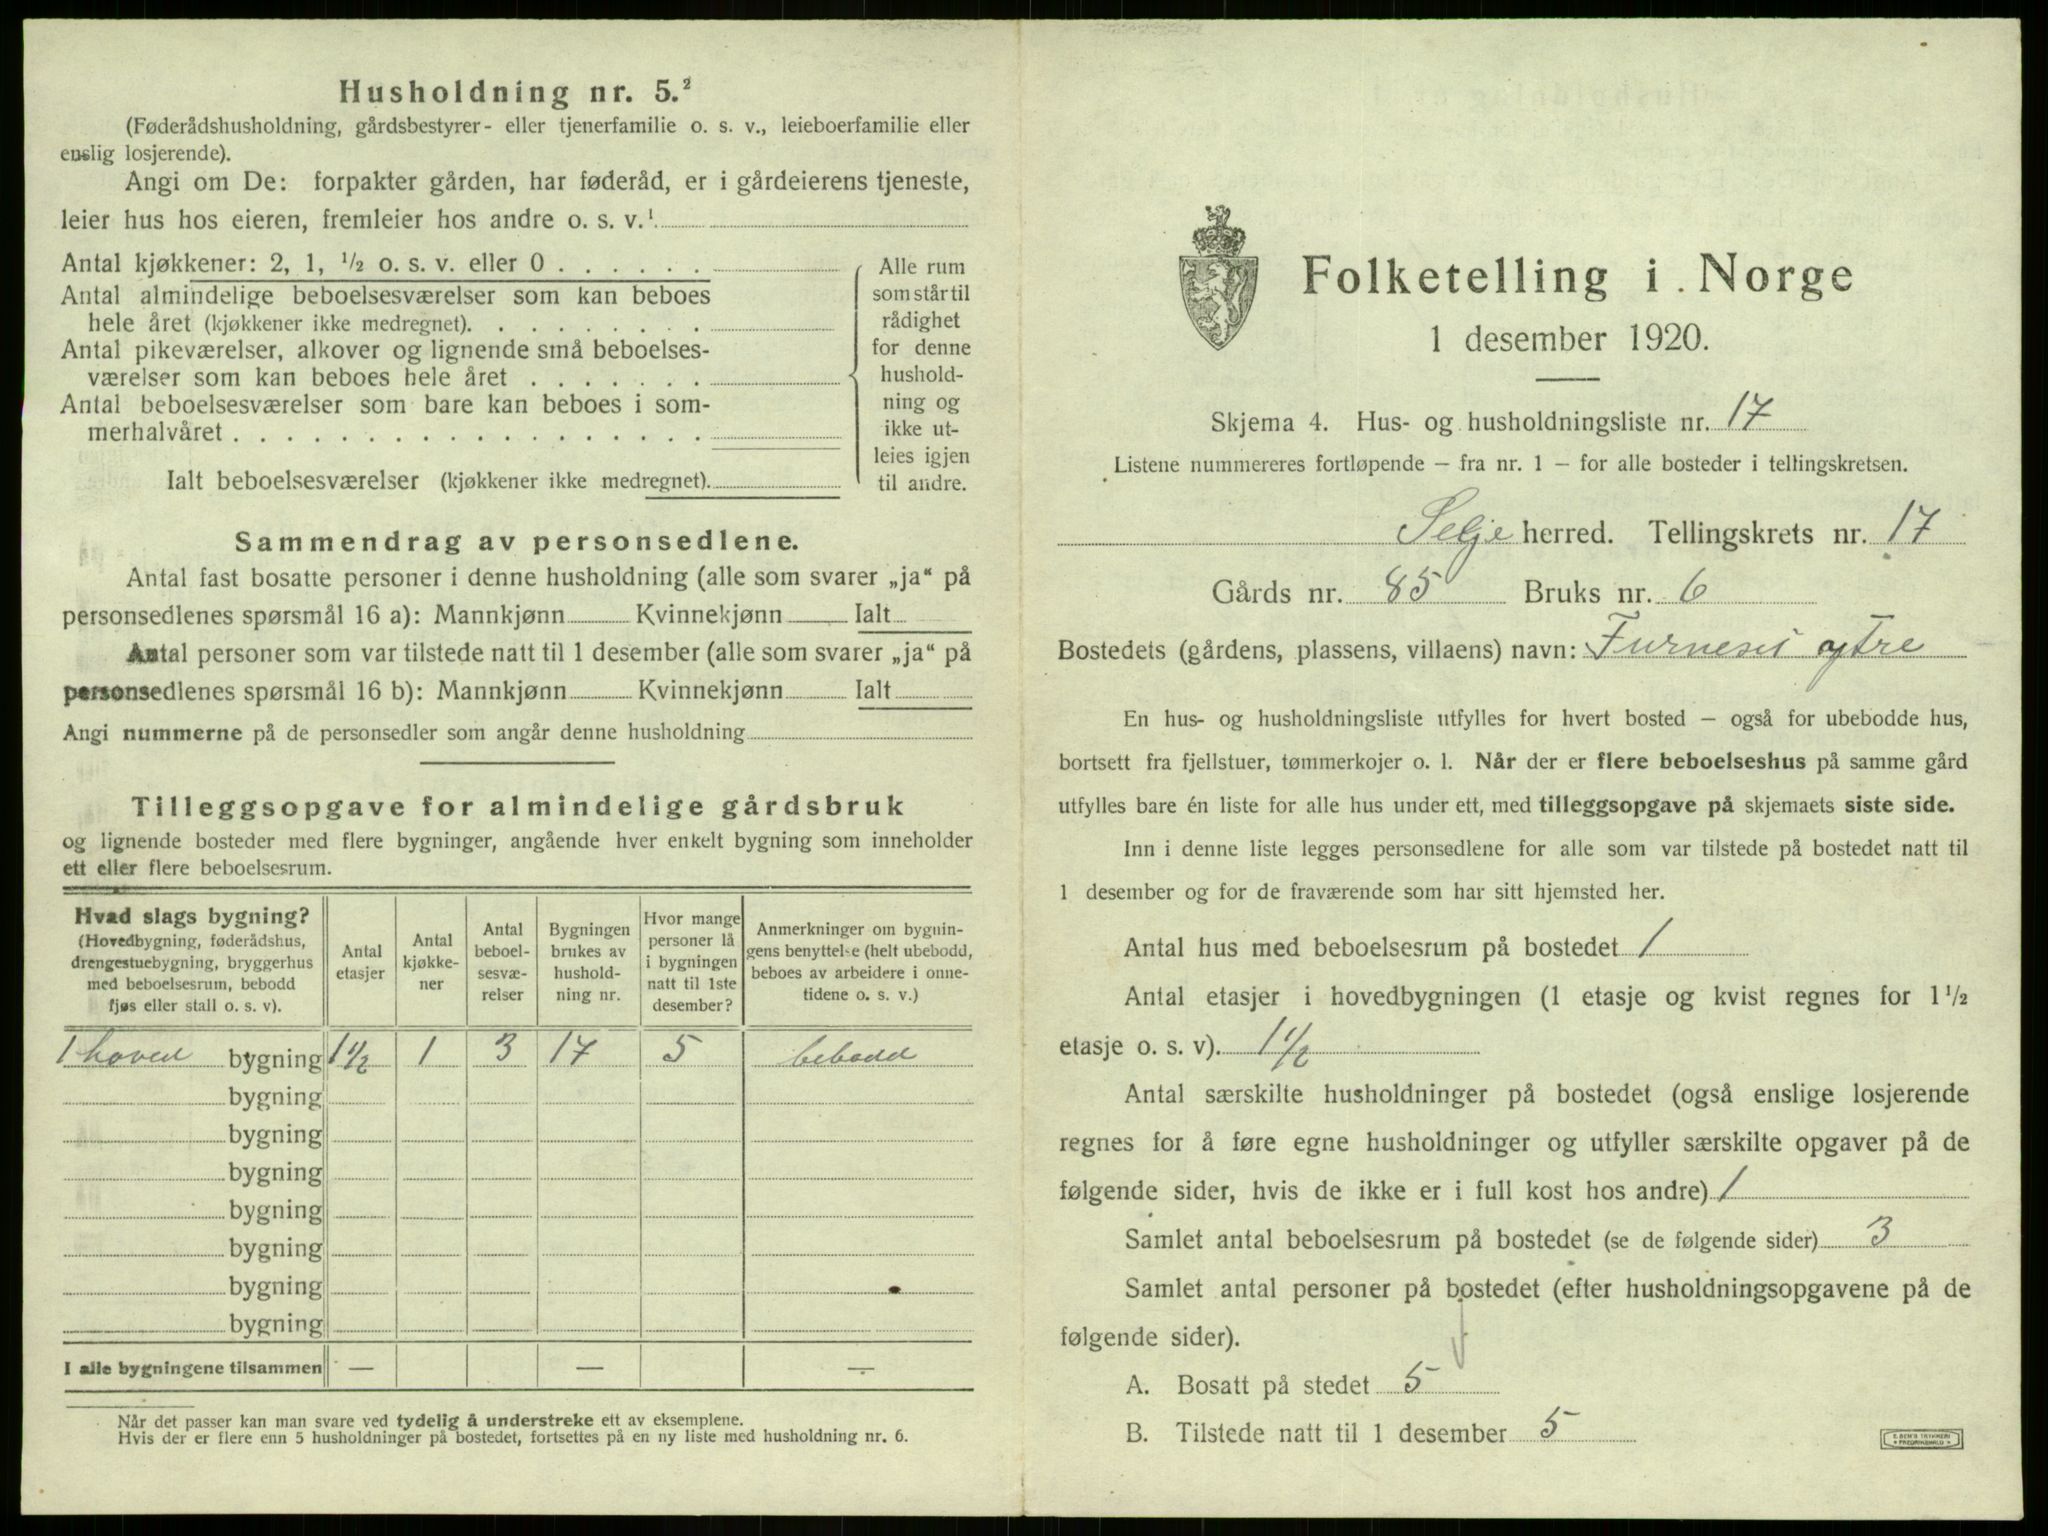 Husholdning nr. 5.²
(Føderådshusholdning, gårdsbestyrer- eller tjenerfamilie o. s. v., leieboerfamilie eller
enslig losjerende).
Angi om De: forpakter gården, har føderåd, er i gårdeierens tjeneste,
leier hus hos eieren, fremleier hos andre o. s. v.¹
Antal kjøkkener: 2, 1, ½ o. s. v. eller 0 . . . . . .
Antal almindelige beboelsesværelser som kan beboes
hele året (kjøkkener ikke medregnet). . . . . . . . .
Antal pikeværelser, alkover og lignende små beboelses-
værelser som kan beboes hele året . . . . . . .
Antal beboelsesværelser som bare kan beboes i som-
merhalvåret . . . . . . . . . . . . . . . . . .
Ialt beboelsesværelser (kjøkkener ikke medregnet).
Alle rum
som står til
rådighet
for denne
hushold-
ning og
ikke ut-
leies igjen
til andre.
Sammendrag av personsedlene.
Antal fast bosatte personer i denne husholdning (alle som svarer „ja“ på
personsedlenes spørsmål 16 a): Mannkjønn Kvinnekjønn Ialt
Antal personer som var tilstede natt til 1 desember (alle som svarer „ja“ på
personsedlenes spørsmål 16 b): Mannkjønn Kvinnekjønn Ialt
Angi nummerne på de personsedler som angår denne husholdning
Tilleggsopgave for almindelige gårdsbruk
og lignende bosteder med flere bygninger, angående hver enkelt bygning som inneholder
ett eller flere beboelsesrum.
Hvad slags bygning?
(Hovedbygning, føderådshus,
drengestuebygning, bryggerhus
med beboelsesrum, bebodd
fjøs eller stall o. s. v).
Antal
etasjer
Antal
kjøkke-
ner
Antal
beboel-
sesvæ-
relser
Bygningen
brukes av
hushold-
ning nr.
Hvor mange
personer lå
i bygningen
natt til 1ste
desember?
Anmerkninger om bygnin-
gens benyttelse (helt ubebodd,
beboes av arbeidere i onne-
tidene o. s. v.)
1 hoved bygning 1½ 1 3 17 5 bebodd
bygning
bygning
bygning
bygning
bygning
bygning
bygning
I alle bygningene tilsammen — — —
Når det passer kan man svare ved tydelig å understreke ett av eksemplene.
Hvis der er flere enn 5 husholdninger på bostedet, fortsettes på en ny liste med husholdning nr. 6.
Folketelling i Norge
1 desember 1920.
Skjema 4. Hus- og husholdningsliste nr. 17
Listene nummereres fortløpende — fra nr. 1 — for alle bosteder i tellingskretsen.
Selje herred. Tellingskrets nr. 17
Gårds nr. 85 Bruks nr. 6
Bostedets (gårdens, plassens, villaens) navn: Furneset ytre
En hus- og husholdningsliste utfylles for hvert bosted — også for ubebodde hus,
bortsett fra fjellstuer, tømmerkojer o. l. Når der er flere beboelseshus på samme gård
utfylles bare én liste for alle hus under ett, med tilleggsopgave på skjemaets siste side.
Inn i denne liste legges personsedlene for alle som var tilstede på bostedet natt til
1 desember og for de fraværende som har sitt hjemsted her.
Antal hus med beboelsesrum på bostedet 1
Antal etasjer i hovedbygningen (1 etasje og kvist regnes for 1½
etasje o. s. v). 1½
Antal særskilte husholdninger på bostedet (også enslige losjerende
regnes for å føre egne husholdninger og utfyller særskilte opgaver på de
følgende sider, hvis de ikke er i full kost hos andre) 1
Samlet antal beboelsesrum på bostedet (se de følgende sider) 3
Samlet antal personer på bostedet (efter husholdningsopgavene på de
følgende sider).
A. Bosatt på stedet 5
B. Tilstede natt til 1 desember 5